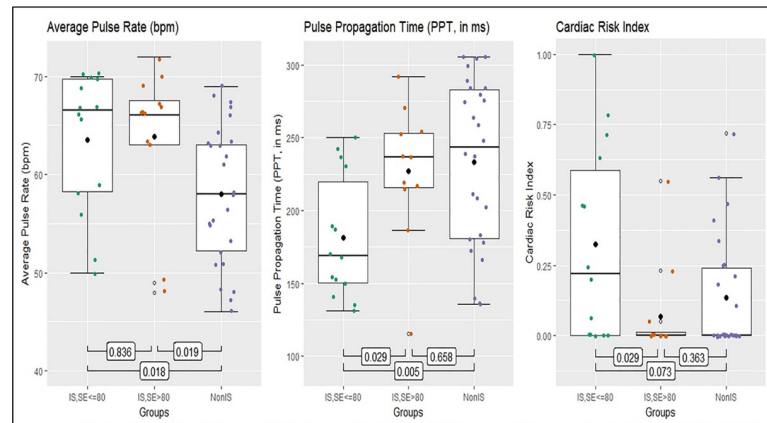 Average Pulse Rate (bpm)
Average Pulse Rate (bpm)
70
60
50
40
0.836
0.019
0.018
IS,SE<=80
IS,SE>80
NonIS
Groups
Pulse Propagation Time (PPT, in ms)
Pulse Propagation Time (PPT, in ms)
300
250
200
150
100
0.029
0.658
0.005
IS,SE<=80
IS,SE>80
NonIS
Groups
Cardiac Risk Index
Cardiac Risk Index
1.00
0.75
0.50
0.25
0.00
0.029
0.363
0.073
IS,SE<=80
IS,SE>80
NonIS
Groups